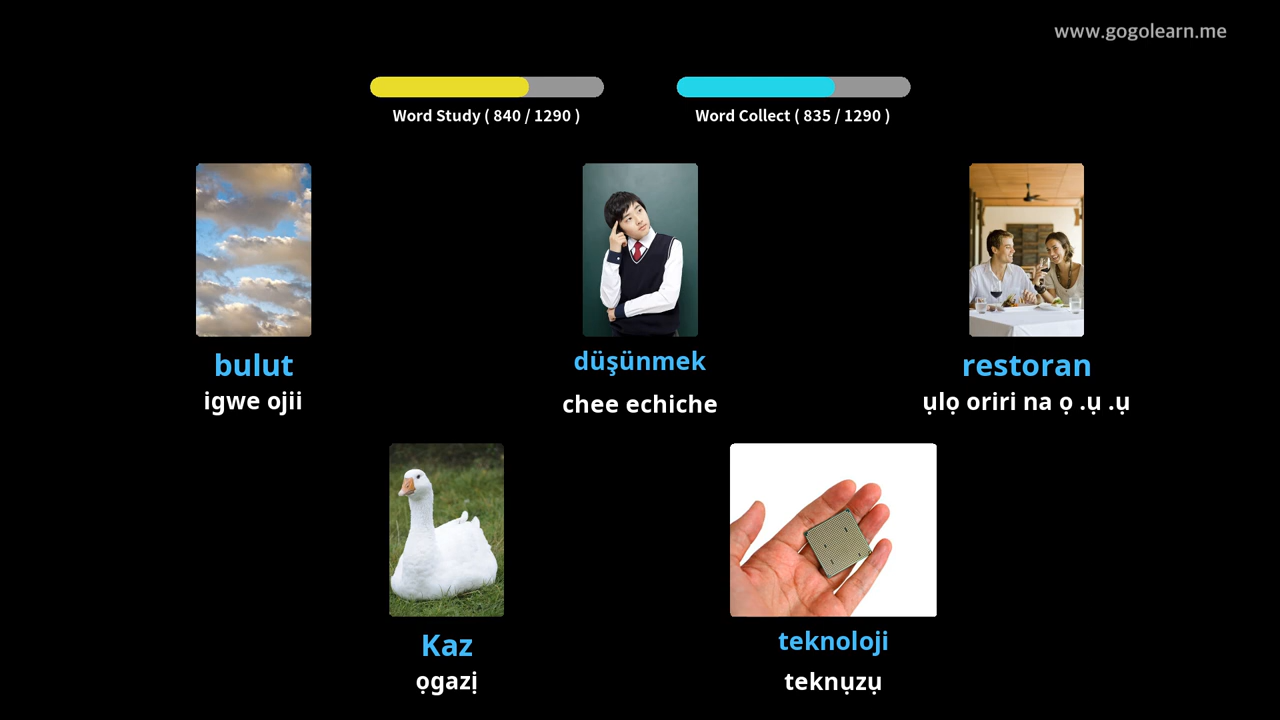 www.gogolearn.me
Word Study ( 840 / 1290 )
Word Collect ( 835 / 1290 )
bulut
igwe ojii
düşünmek
chee echiche
restoran
ụlọ oriri na ọ .ụ .ụ
Kaz
ọgazị
teknoloji
teknụzụ